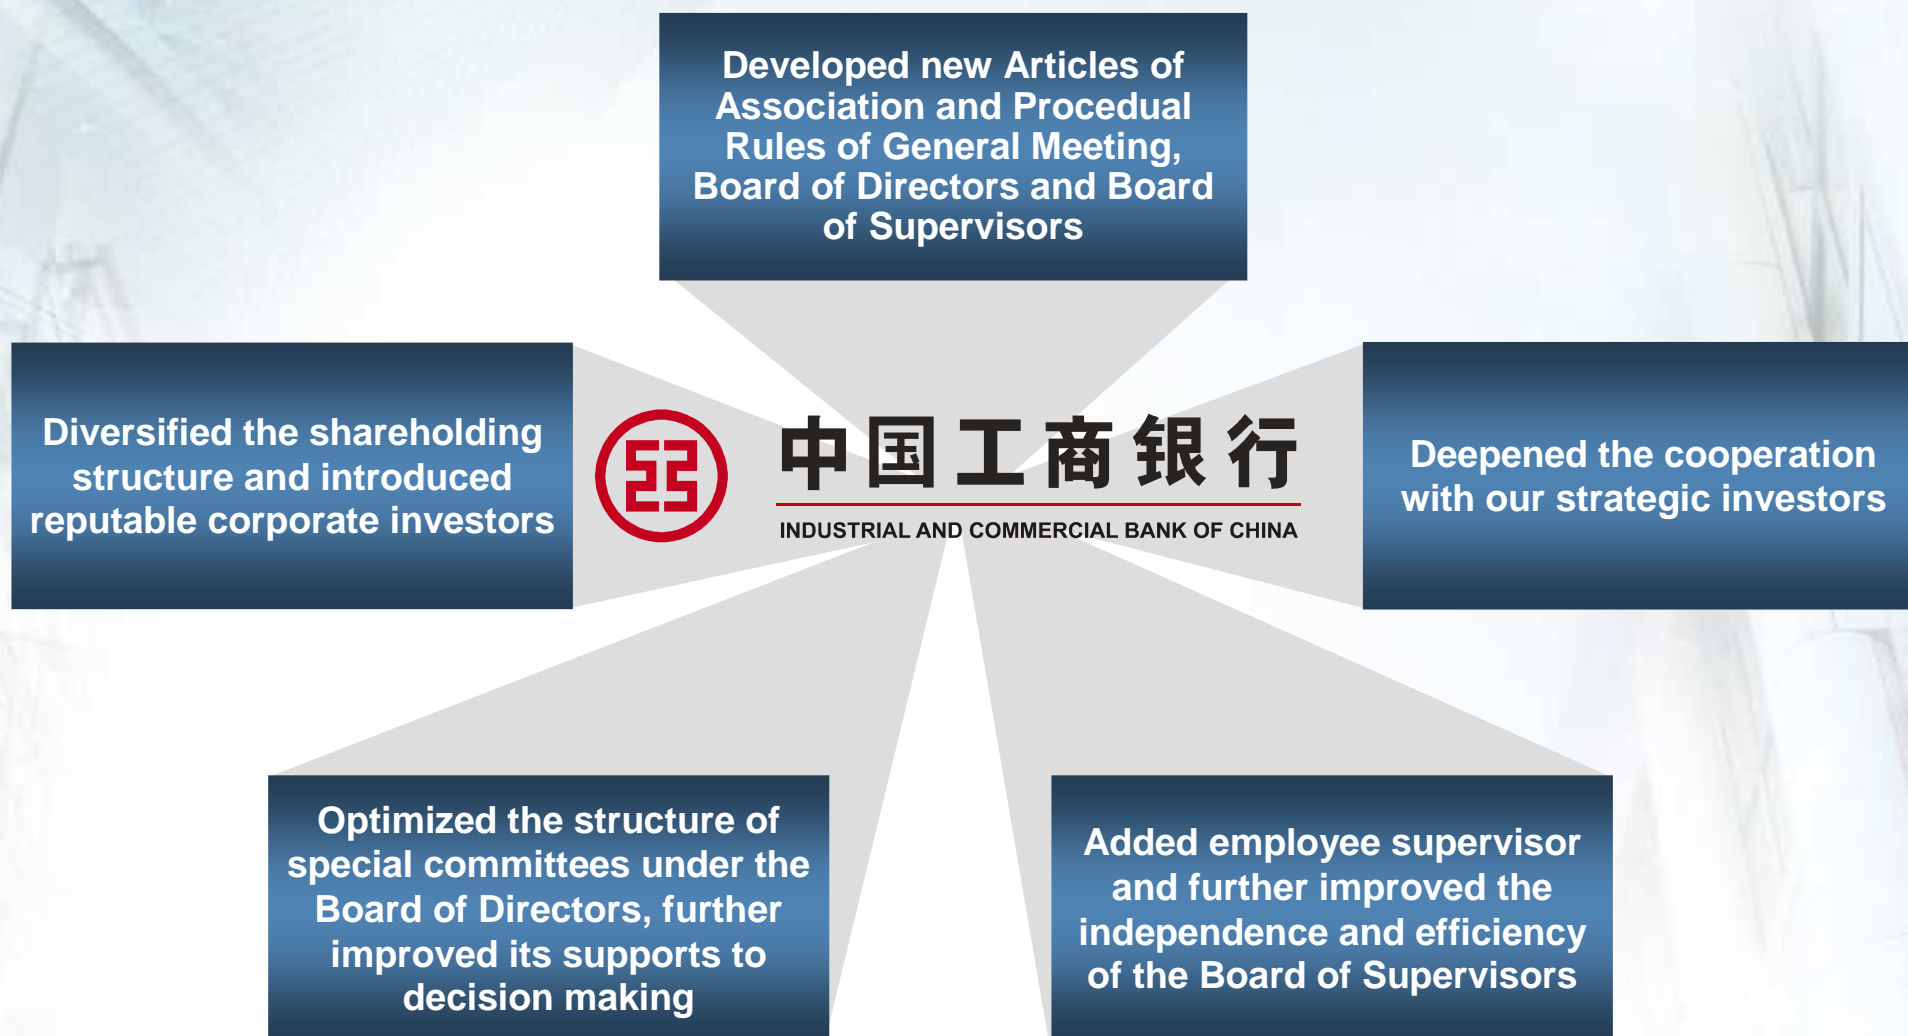 Developed new Articles of
Association and Procedual
Rules of General Meeting,
Board of Directors and Board
of Supervisors
Diversified the shareholding
structure and introduced
reputable corporate investors
中国工商银行
INDUSTRIAL AND COMMERCIAL BANK OF CHINA
Deepened the cooperation
with our strategic investors
Optimized the structure of
special committees under the
Board of Directors, further
improved its supports to
decision making
Added employee supervisor
and further improved the
independence and efficiency
of the Board of Supervisors